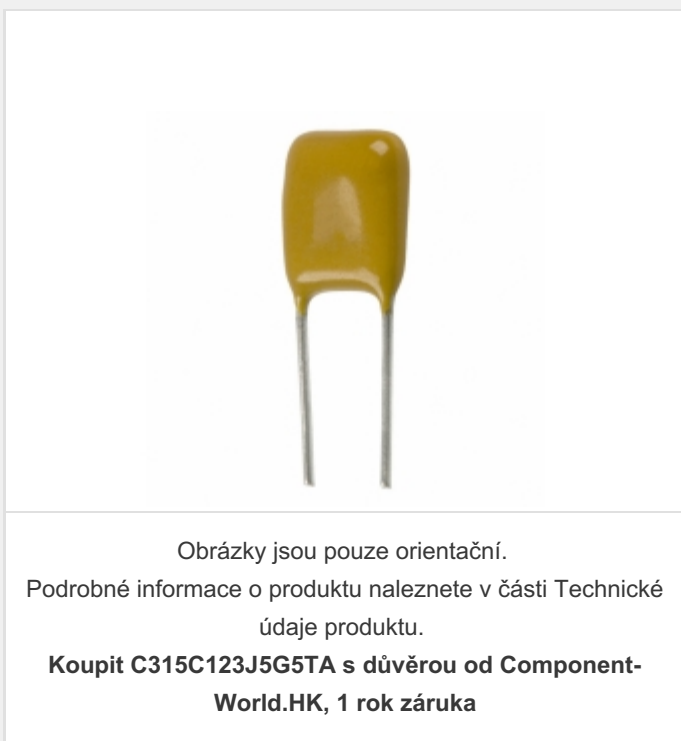 Obrázky jsou pouze orientační.
Podrobné informace o produktu naleznete v části Technické
údaje produktu.
Koupit C315C123J5G5TA s důvěrou od Component-
World.HK, 1 rok záruka